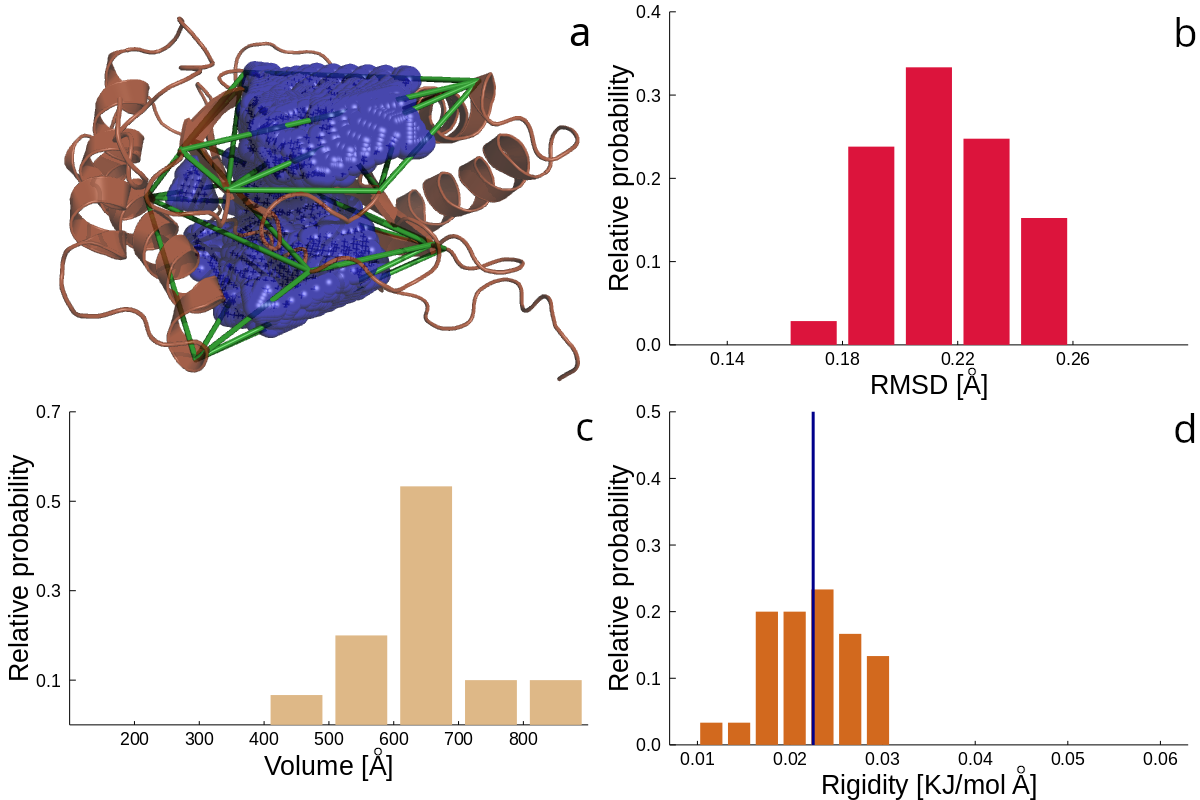 a
b
0.4
0.3
0.2
0.1
0.0
Relative probability
0.14 0.18 0.22 0.26
RMSD [Å]
c
0.7
0.5
0.3
0.1
Relative probability
200 300 400 500 600 700 800
Volume [Å]
d
0.5
0.4
0.3
0.2
0.1
0.0
Relative probability
0.01 0.02 0.03 0.04 0.05 0.06
Rigidity [KJ/mol Å]